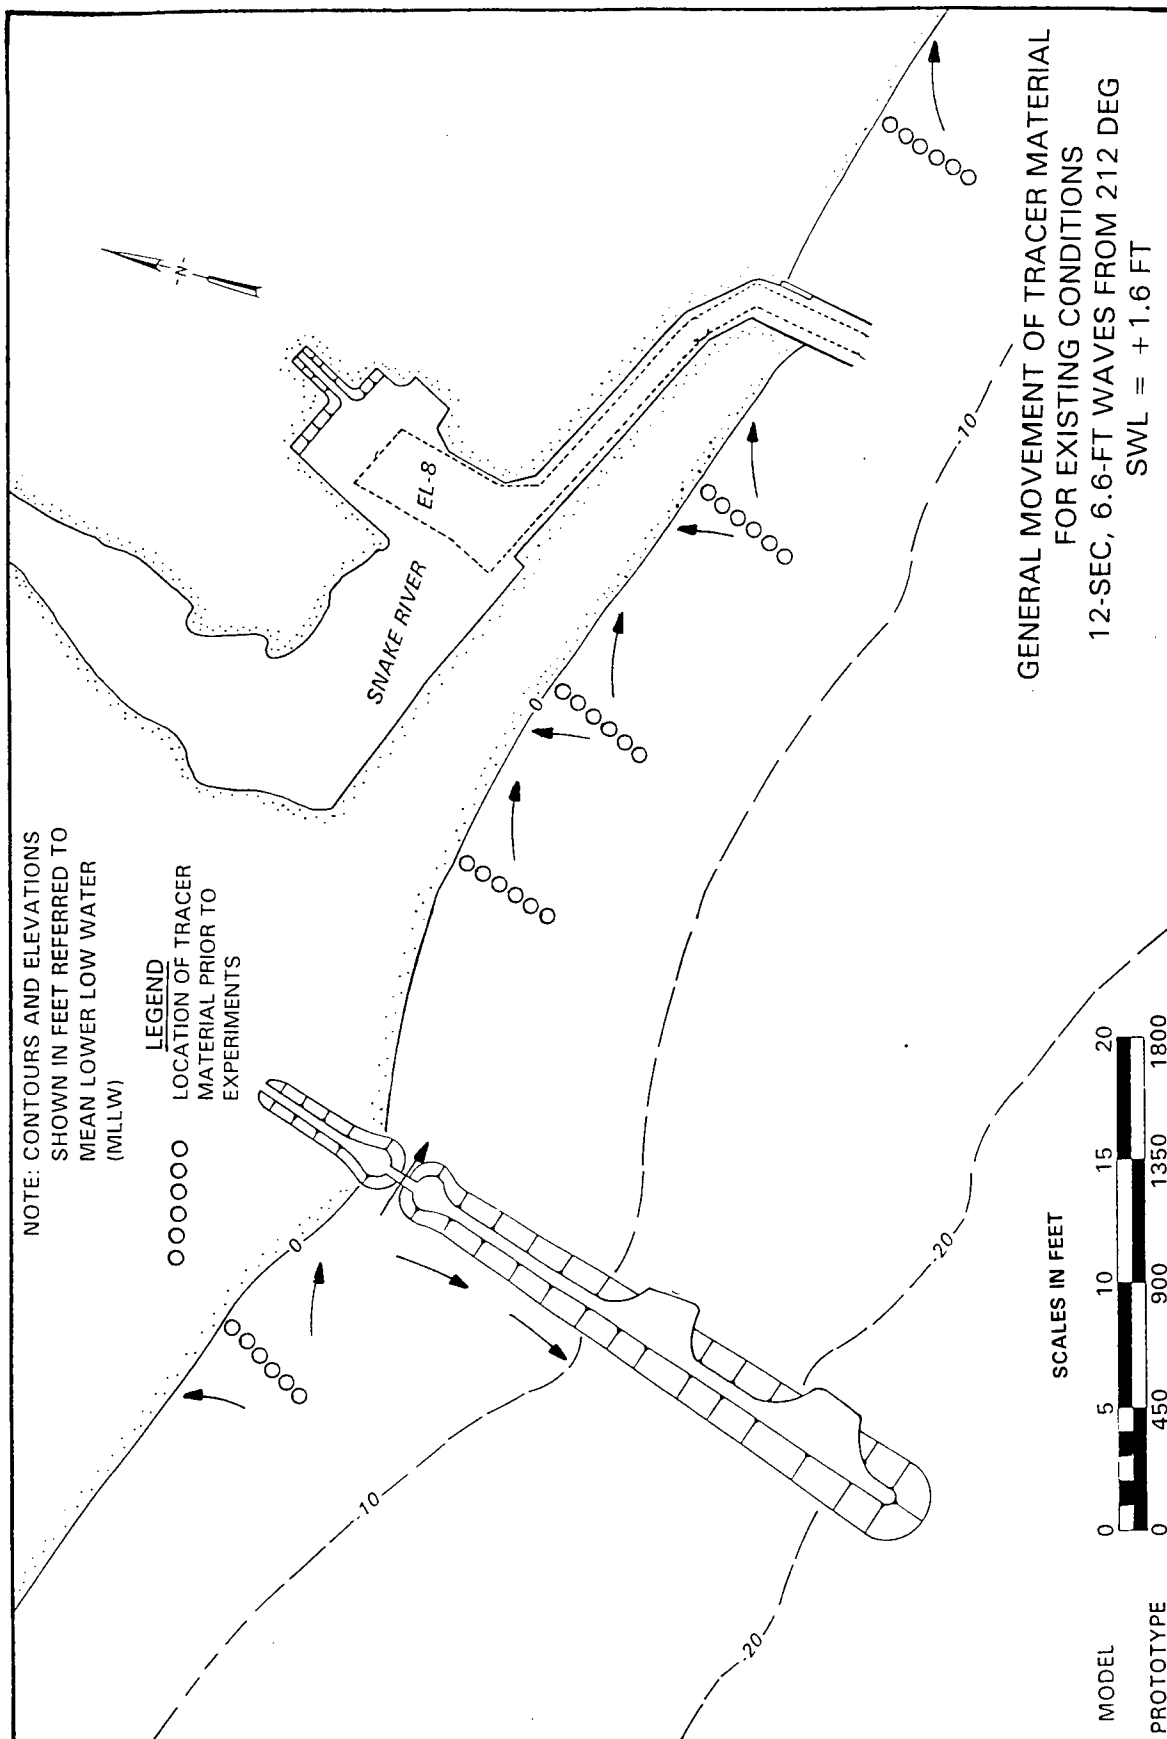 NOTE: CONTOURS AND ELEVATIONS
SHOWN IN FEET REFERRED TO
MEAN LOWER LOW WATER
(MLLW)
LEGEND
OOOOOO LOCATION OF TRACER
MATERIAL PRIOR TO
EXPERIMENTS
-N-
SNAKE RIVER
EL-8
0
0
-10
-10
-20
-20
SCALES IN FEET
MODEL 0 5 10 15 20
PROTOTYPE 0 450 900 1350 1800
GENERAL MOVEMENT OF TRACER MATERIAL
FOR EXISTING CONDITIONS
12-SEC, 6.6-FT WAVES FROM 212 DEG
SWL = +1.6 FT